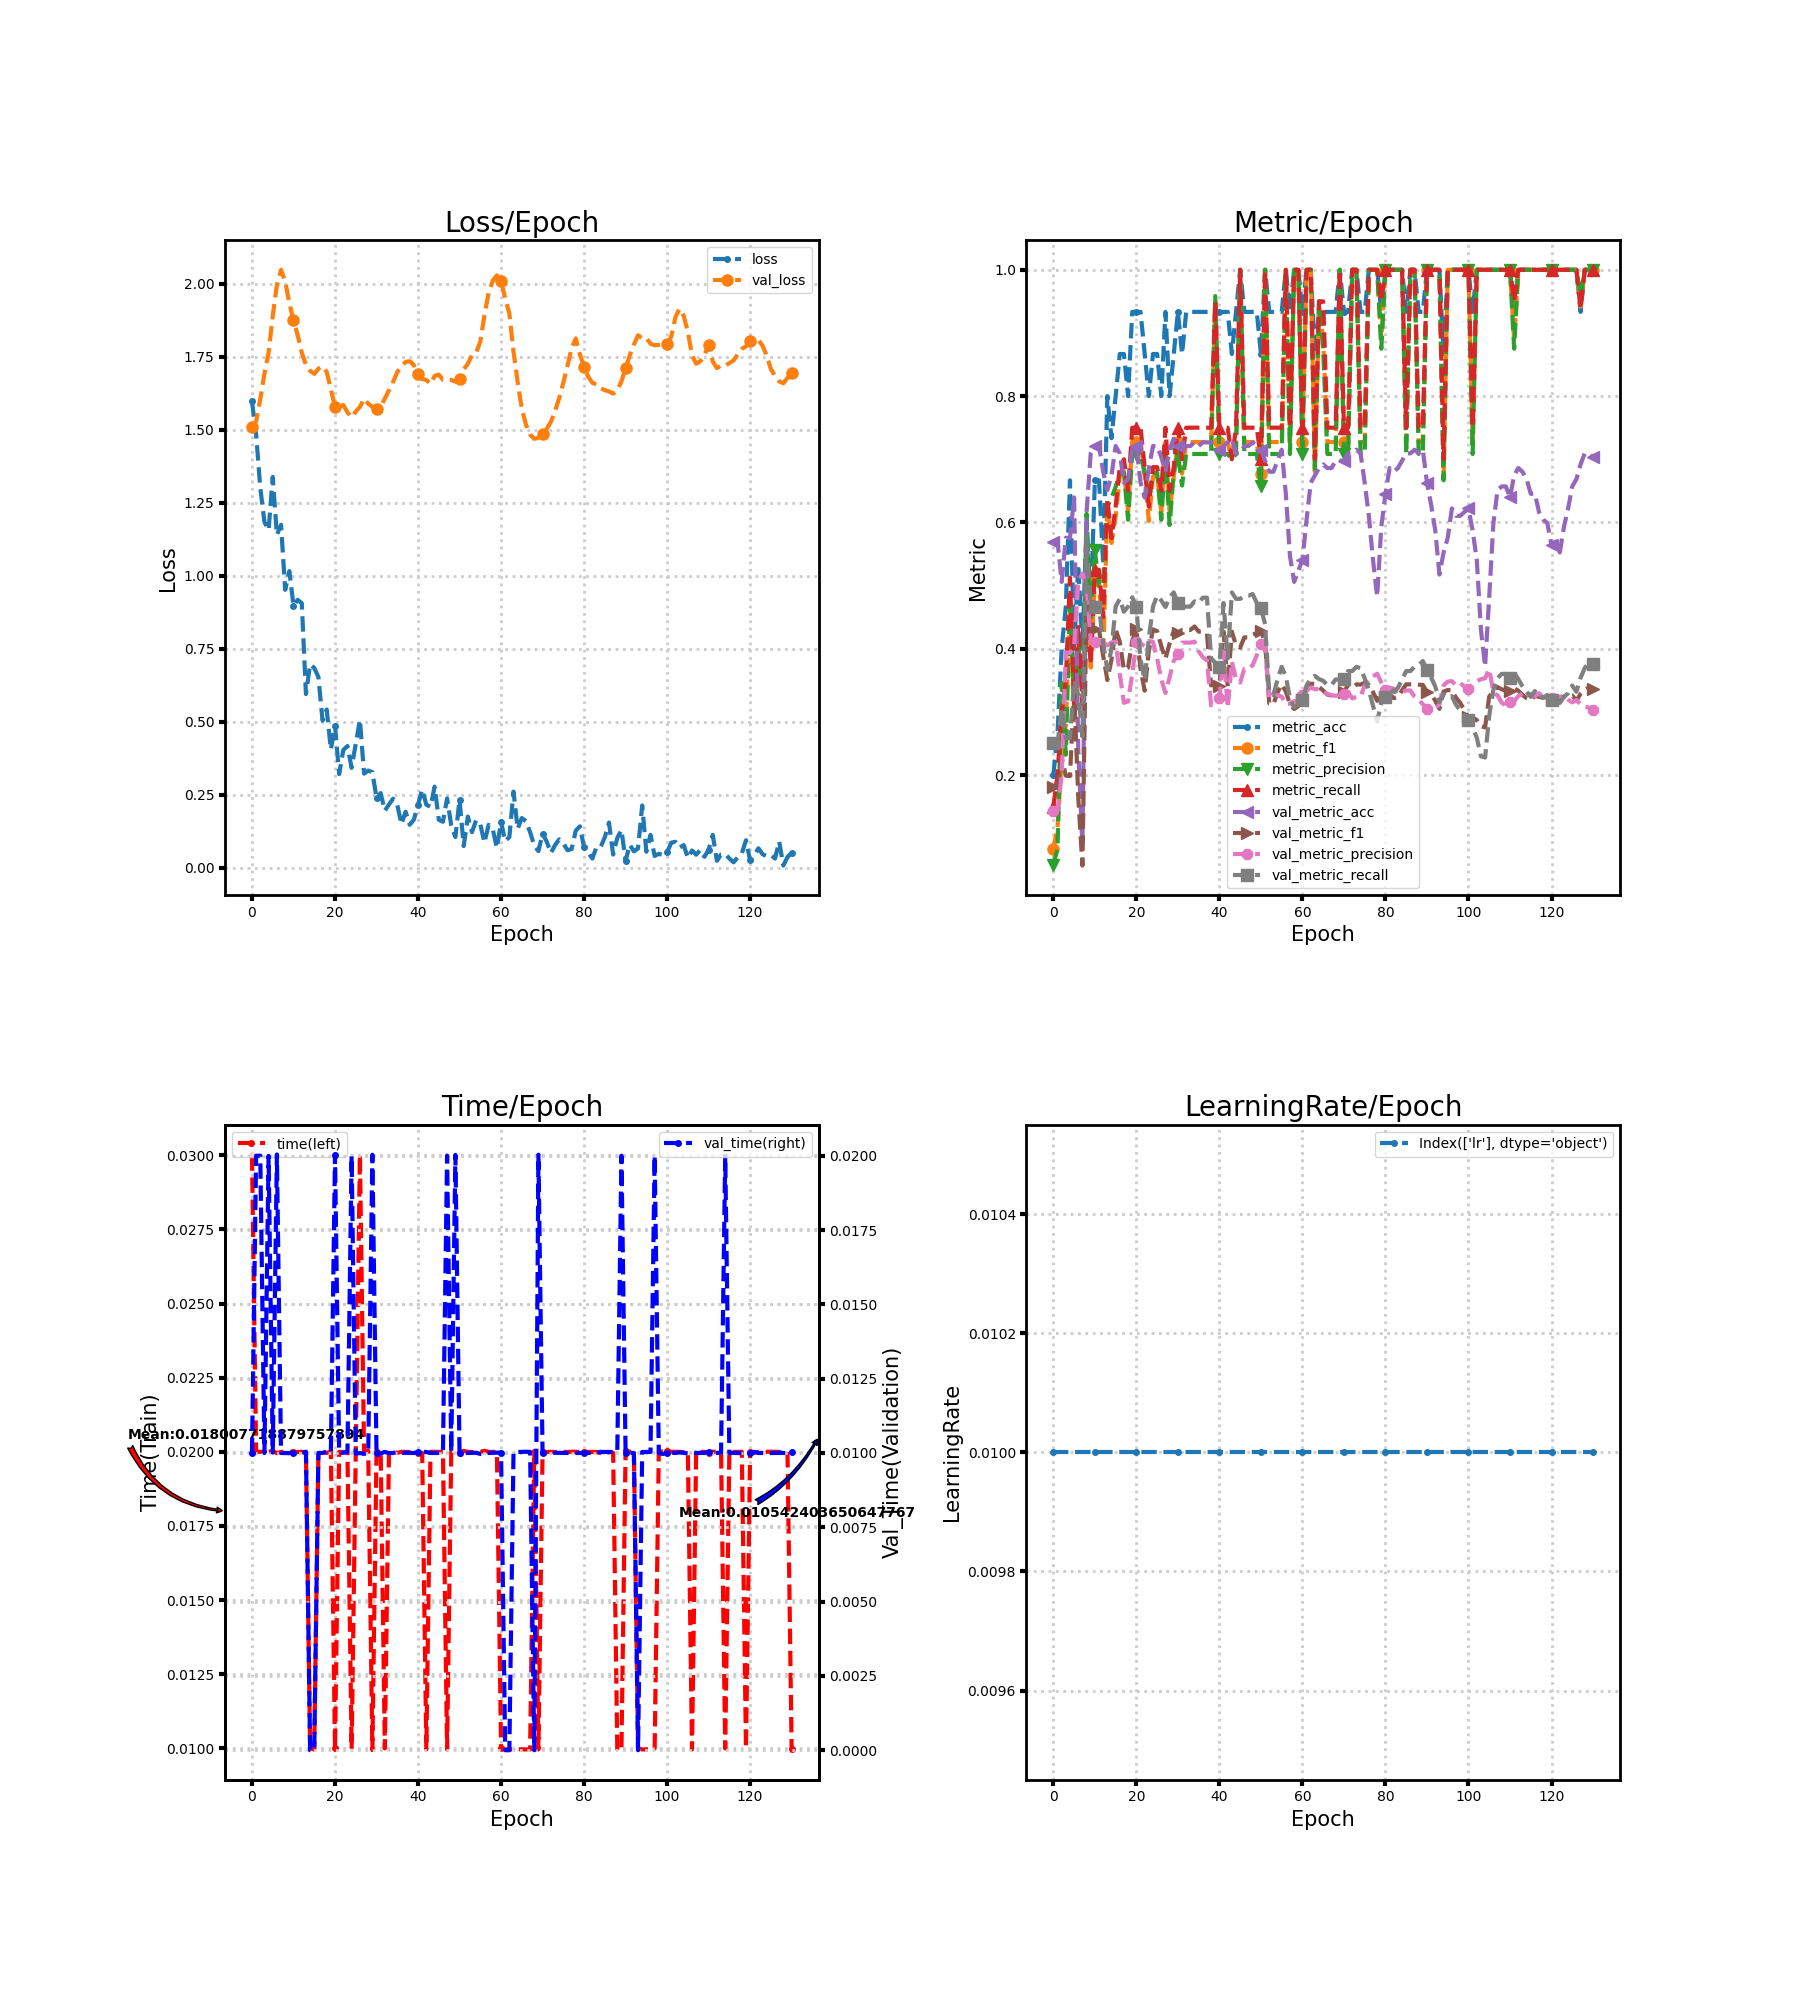 Loss/Epoch
2.00
1.75
1.50
1.25
1.00
0.75
0.50
0.25
0.00
Loss
0
20
40
60
80
100
120
Epoch
loss
val_loss
Metric/Epoch
1.0
0.8
0.6
0.4
0.2
Metric
0
20
40
60
80
100
120
Epoch
metric_acc
metric_f1
metric_precision
metric_recall
val_metric_acc
val_metric_f1
val_metric_precision
val_metric_recall
Time/Epoch
time(left)
val_time(right)
0.0300
0.0275
0.0250
0.0225
0.0200
0.0175
0.0150
0.0125
0.0100
Time(Train)
0.0200
0.0175
0.0150
0.0125
0.0100
0.0075
0.0050
0.0025
0.0000
Val_Time(Validation)
Mean:0.010542403650647767
0
20
40
60
80
100
120
Epoch
LearningRate/Epoch
Index(['lr'], dtype='object')
0.0104
0.0102
0.0100
0.0098
0.0096
LearningRate
0
20
40
60
80
100
120
Epoch